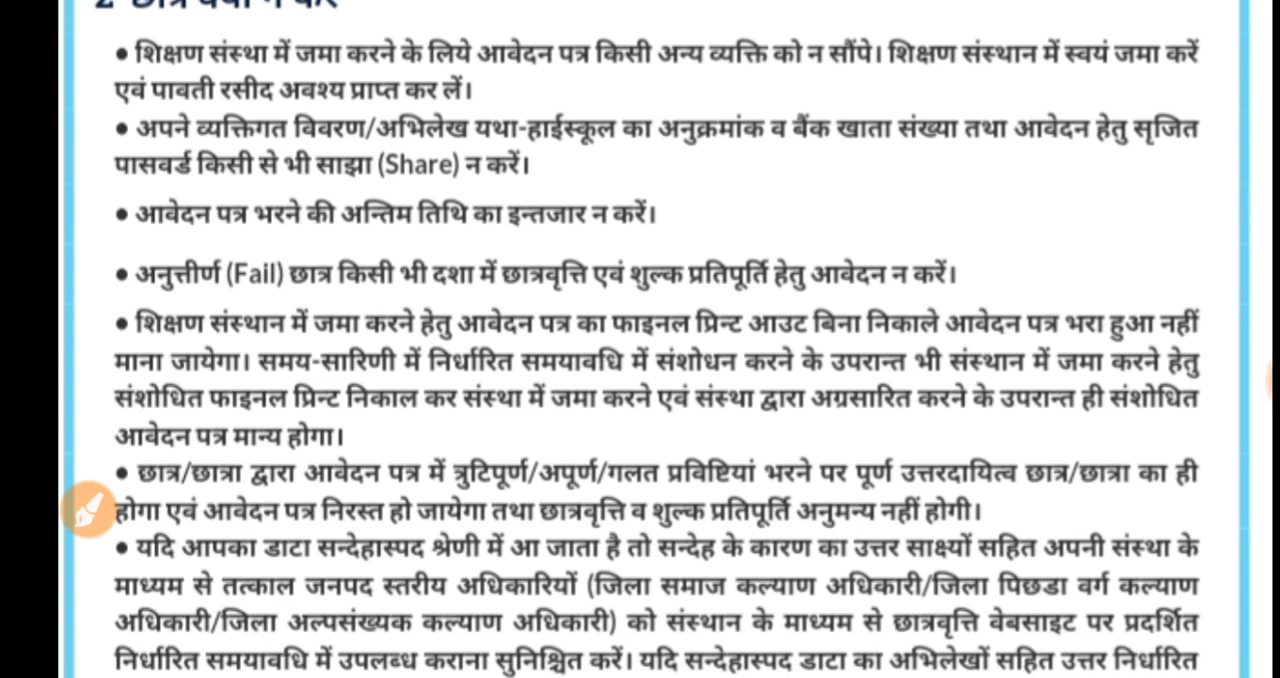 2 छात्र क्या न करें
• शिक्षण संस्था में जमा करने के लिये आवेदन पत्र किसी अन्य व्यक्ति को न सौंपे। शिक्षण संस्थान में स्वयं जमा करें
एवं पावती रसीद अवश्य प्राप्त कर लें।
• अपने व्यक्तिगत विवरण/अभिलेख यथा-हाईस्कूल का अनुक्रमांक व बैंक खाता संख्या तथा आवेदन हेतु सृजित
पासवर्ड किसी से भी साझा (Share) न करें।
• आवेदन पत्र भरने की अन्तिम तिथि का इन्तजार न करें।
• अनुत्तीर्ण (Fail) छात्र किसी भी दशा में छात्रवृत्ति एवं शुल्क प्रतिपूर्ति हेतु आवेदन न करें।
• शिक्षण संस्थान में जमा करने हेतु आवेदन पत्र का फाइनल प्रिन्ट आउट बिना निकाले आवेदन पत्र भरा हुआ नहीं
माना जायेगा। समय-सारिणी में निर्धारित समयावधि में संशोधन करने के उपरान्त भी संस्थान में जमा करने हेतु
संशोधित फाइनल प्रिन्ट निकाल कर संस्था में जमा करने एवं संस्था द्वारा अग्रसारित करने के उपरान्त ही संशोधित
आवेदन पत्र मान्य होगा।
• छात्र/छात्रा द्वारा आवेदन पत्र में त्रुटिपूर्ण/अपूर्ण/गलत प्रविष्टियां भरने पर पूर्ण उत्तरदायित्व छात्र/छात्रा का ही
होगा एवं आवेदन पत्र निरस्त हो जायेगा तथा छात्रवृत्ति व शुल्क प्रतिपूर्ति अनुमन्य नहीं होगी।
• यदि आपका डाटा सन्देहास्पद श्रेणी में आ जाता है तो सन्देह के कारण का उत्तर साक्ष्यों सहित अपनी संस्था के
माध्यम से तत्काल जनपद स्तरीय अधिकारियों (जिला समाज कल्याण अधिकारी/जिला पिछडा वर्ग कल्याण
अधिकारी/जिला अल्पसंख्यक कल्याण अधिकारी) को संस्थान के माध्यम से छात्रवृत्ति वेबसाइट पर प्रदर्शित
निर्धारित समयावधि में उपलब्ध कराना सुनिश्चित करें। यदि सन्देहास्पद डाटा का अभिलेखों सहित उत्तर निर्धारित